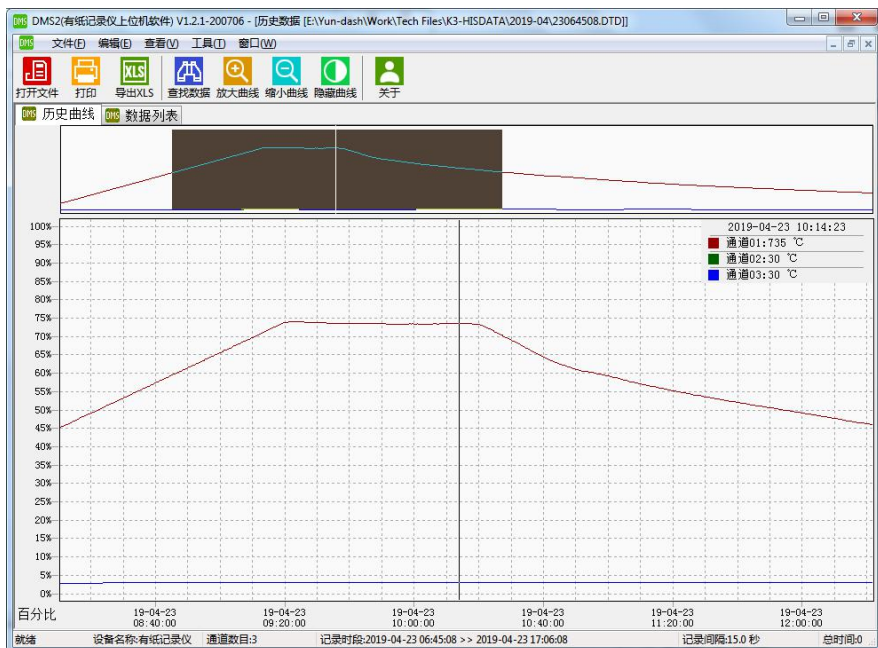 DMS2(有纸记录仪上位机软件) V1.2.1-200706 - [历史数据 [E:\Yun-dash\Work\Tech Files\K3-HISDATA\2019-04\23064508.DTD]]
文件(F) 编辑(E) 查看(V) 工具(T) 窗口(W)
打开文件 打印 导出XLS 查找数据 放大曲线 缩小曲线 隐藏曲线 关于
历史曲线 数据列表
2019-04-23 10:14:23
通道01:735 ℃
通道02:30 ℃
通道03:30 ℃
100%
95%
90%
85%
80%
75%
70%
65%
60%
55%
50%
45%
40%
35%
30%
25%
20%
15%
10%
5%
0%
百分比
19-04-23 19-04-23 19-04-23 19-04-23 19-04-23 19-04-23
08:40:00 09:20:00 10:00:00 10:40:00 11:20:00 12:00:00
就绪 设备名称:有纸记录仪 通道数目:3 记录时段:2019-04-23 06:45:08 >> 2019-04-23 17:06:08 记录间隔:15.0 秒 总时间:0